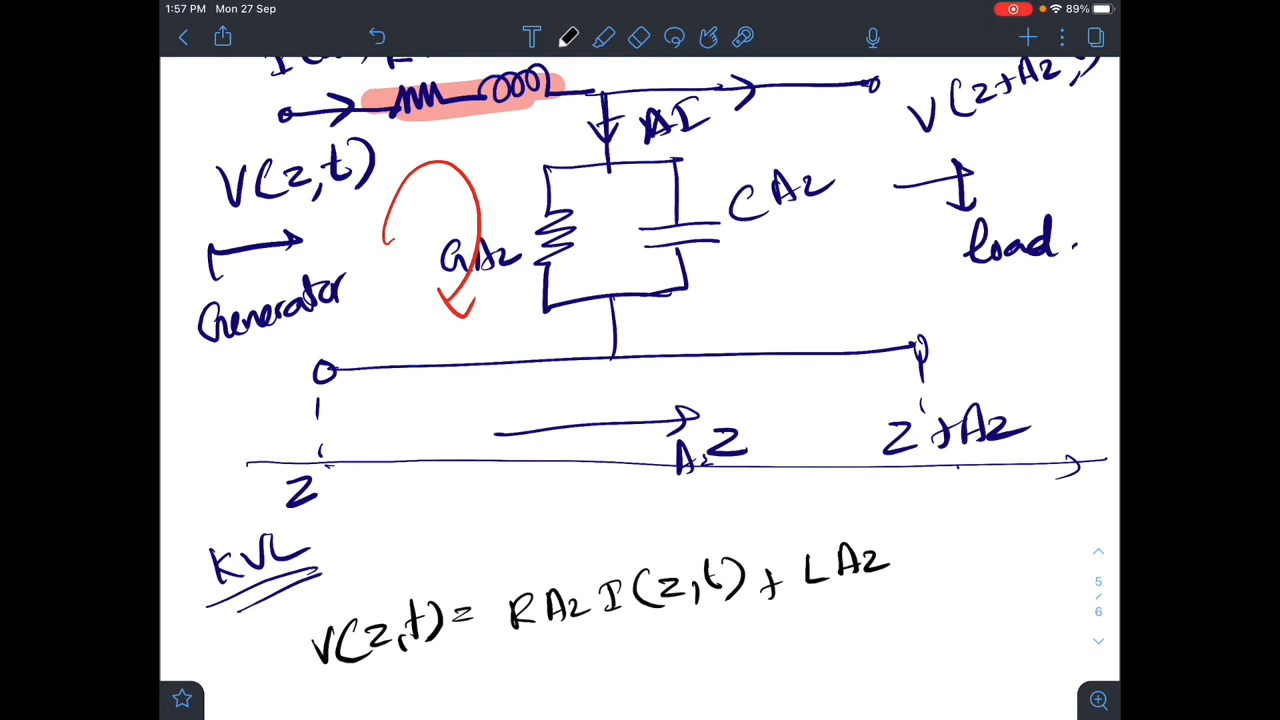 1:57 PM Mon 27 Sep
89%
T
V(z+Δz,
ΔI
V(z,t)
CΔz
GΔz
load.
Generator
Δz
z
z+Δz
z
KVL
V(z,t)= RΔz I(z,t) + LΔz
5
6